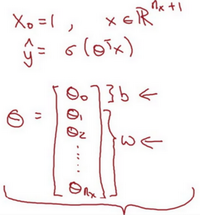 x₀ = 1 , x ∈ ℝ^(nₓ+1)
ŷ = σ (θᵀx)
θ = [ θ₀ ] } b ←
θ₁
θ₂ } w ←
⋮
θₙₓ